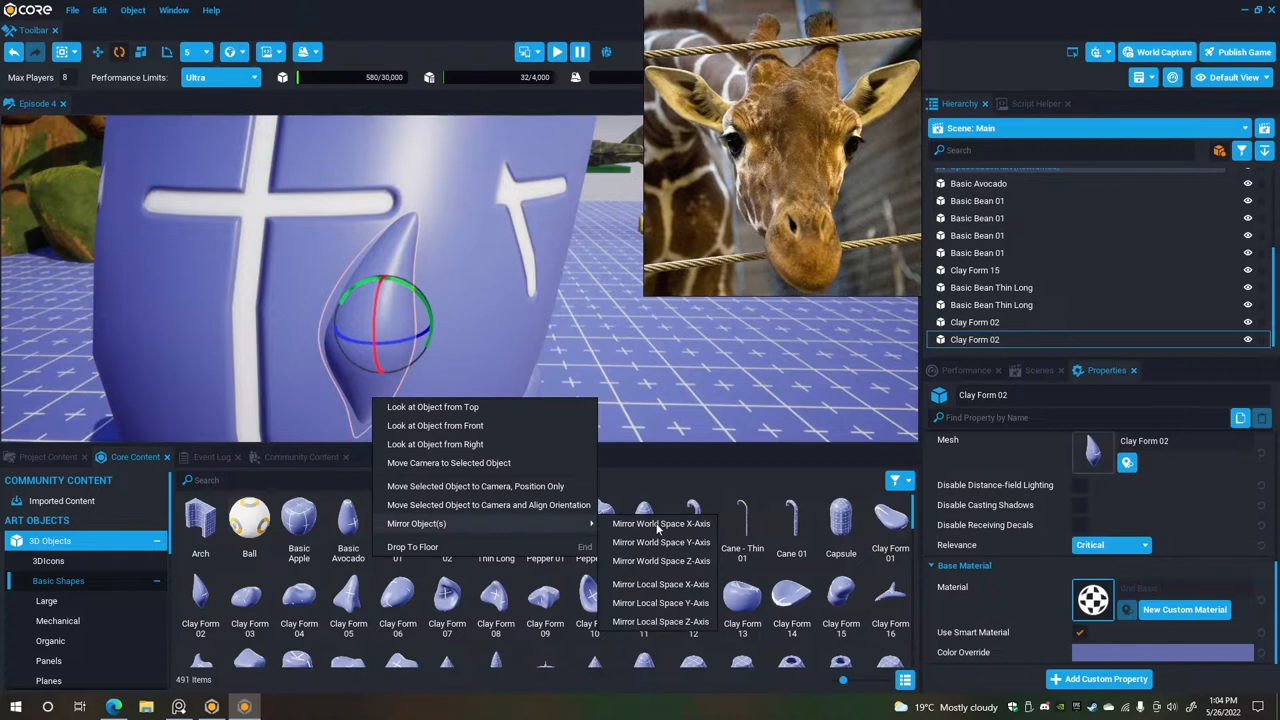 CORE File Edit Object Window Help
Toolbar
5
Max Players 8 Performance Limits: Ultra 580/30,000 32/4,000
World Capture Publish Game
Default View
Episode 4
Hierarchy Script Helper
Scene: Main
Search
Basic Avocado
Basic Bean 01
Basic Bean 01
Basic Bean 01
Basic Bean 01
Clay Form 15
Basic Bean Thin Long
Basic Bean Thin Long
Clay Form 02
Clay Form 02
Performance Scenes Properties
Clay Form 02
Find Property by Name
Mesh Clay Form 02
Disable Distance-field Lighting
Disable Casting Shadows
Disable Receiving Decals
Relevance Critical
Base Material
Material
New Custom Material
Use Smart Material
Color Override
Add Custom Property
Look at Object from Top
Look at Object from Front
Look at Object from Right
Move Camera to Selected Object
Move Selected Object to Camera, Position Only
Move Selected Object to Camera and Align Orientation
Mirror Object(s)
Drop To Floor End
Mirror World Space X-Axis
Mirror World Space Y-Axis
Mirror World Space Z-Axis
Mirror Local Space X-Axis
Mirror Local Space Y-Axis
Mirror Local Space Z-Axis
Project Content Core Content Event Log Community Content
COMMUNITY CONTENT
Imported Content
ART OBJECTS
3D Objects
3DIcons
Basic Shapes
Large
Mechanical
Organic
Panels
Planes
Search
Arch
Ball
Basic Apple
Basic Avocado
01
Thin Long
Pepper 01
Cane - Thin 01
Cane 01
Capsule
Clay Form 01
Clay Form 02
Clay Form 03
Clay Form 04
Clay Form 05
Clay Form 06
Clay Form 07
Clay Form 08
Clay Form 09
Clay Form 10
Clay Form 13
Clay Form 14
Clay Form 15
Clay Form 16
491 Items
19°C Mostly cloudy
1:04 PM
5/26/2022